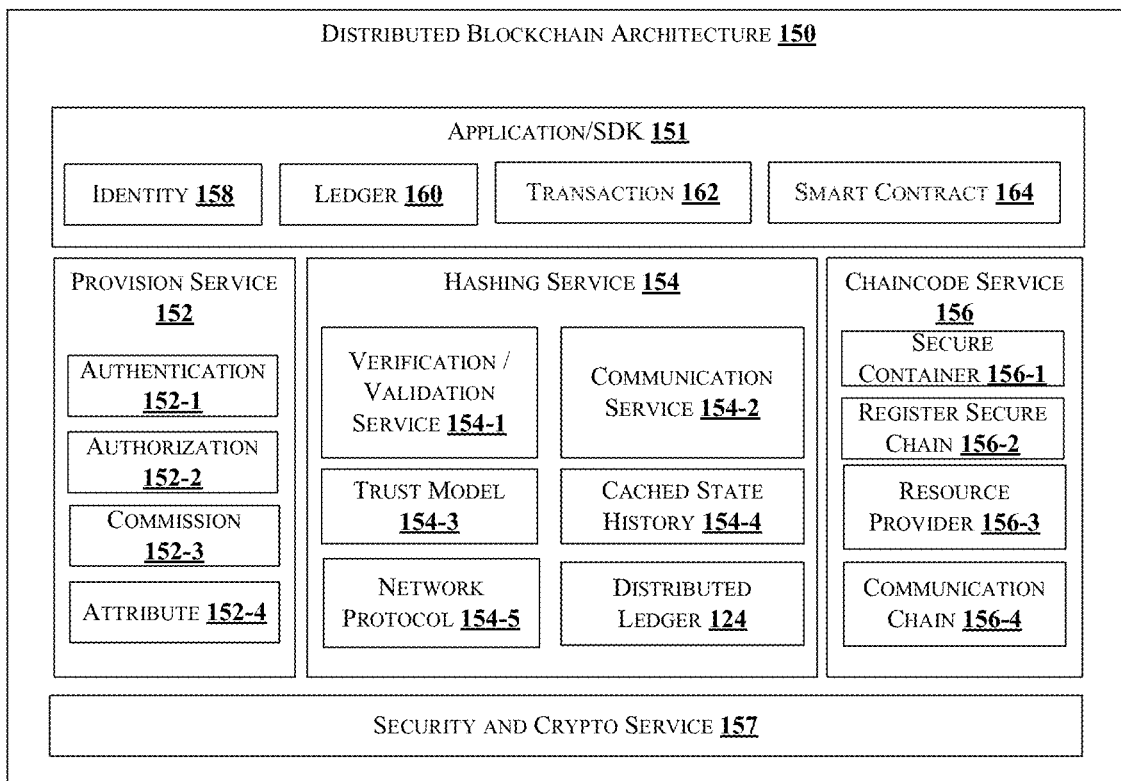 DISTRIBUTED BLOCKCHAIN ARCHITECTURE 150
APPLICATION/SDK 151
IDENTITY 158
LEDGER 160
TRANSACTION 162
SMART CONTRACT 164
PROVISION SERVICE
152
AUTHENTICATION
152-1
AUTHORIZATION
152-2
COMMISSION
152-3
ATTRIBUTE 152-4
HASHING SERVICE 154
VERIFICATION /
VALIDATION
SERVICE 154-1
COMMUNICATION
SERVICE 154-2
TRUST MODEL
154-3
CACHED STATE
HISTORY 154-4
NETWORK
PROTOCOL 154-5
DISTRIBUTED
LEDGER 124
CHAINCODE SERVICE
156
SECURE
CONTAINER 156-1
REGISTER SECURE
CHAIN 156-2
RESOURCE
PROVIDER 156-3
COMMUNICATION
CHAIN 156-4
SECURITY AND CRYPTO SERVICE 157